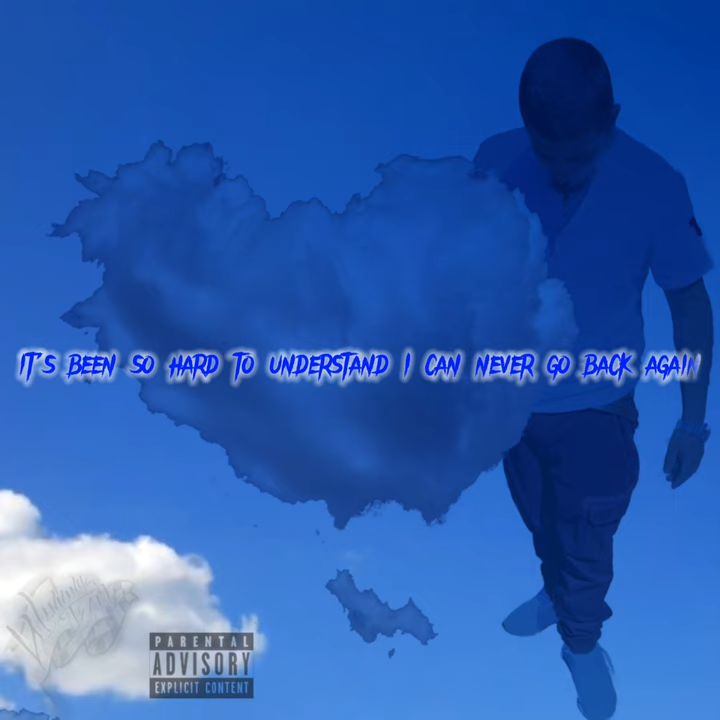 IT'S BEEN SO HARD TO UNDERSTAND I CAN NEVER GO BACK AGAIN
PARENTAL
ADVISORY
EXPLICIT CONTENT